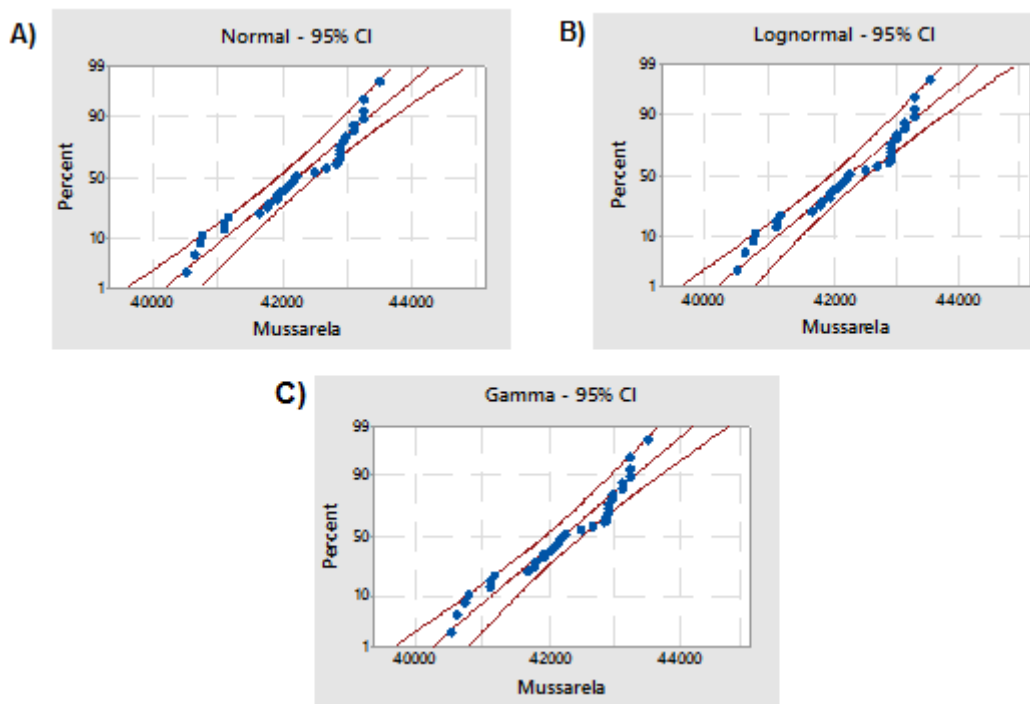 A)
Normal - 95% CI
99
90
50
10
1
Percent
40000 42000 44000
Mussarela
B)
Lognormal - 95% CI
99
90
50
10
1
Percent
40000 42000 44000
Mussarela
C)
Gamma - 95% CI
99
90
50
10
1
Percent
40000 42000 44000
Mussarela